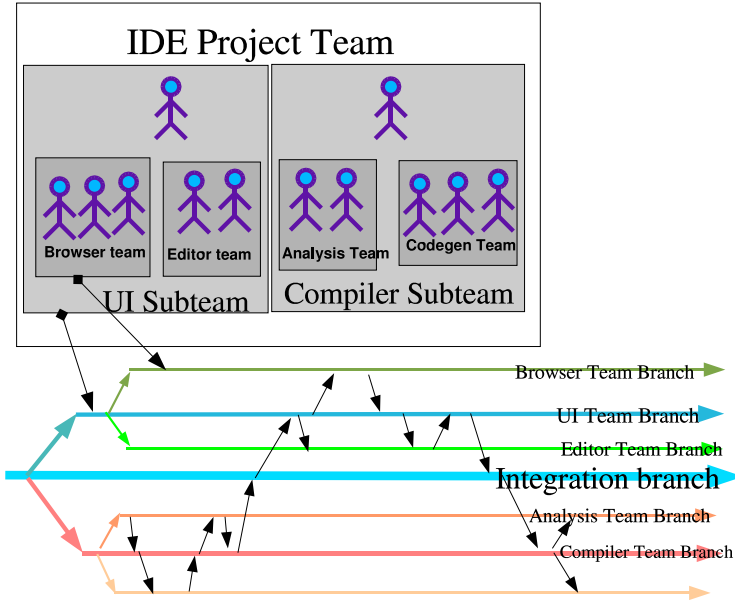 IDE Project Team
Browser team
Editor team
Analysis Team
Codegen Team
UI Subteam
Compiler Subteam
Browser Team Branch
UI Team Branch
Editor Team Branch
Integration branch
Analysis Team Branch
Compiler Team Branch